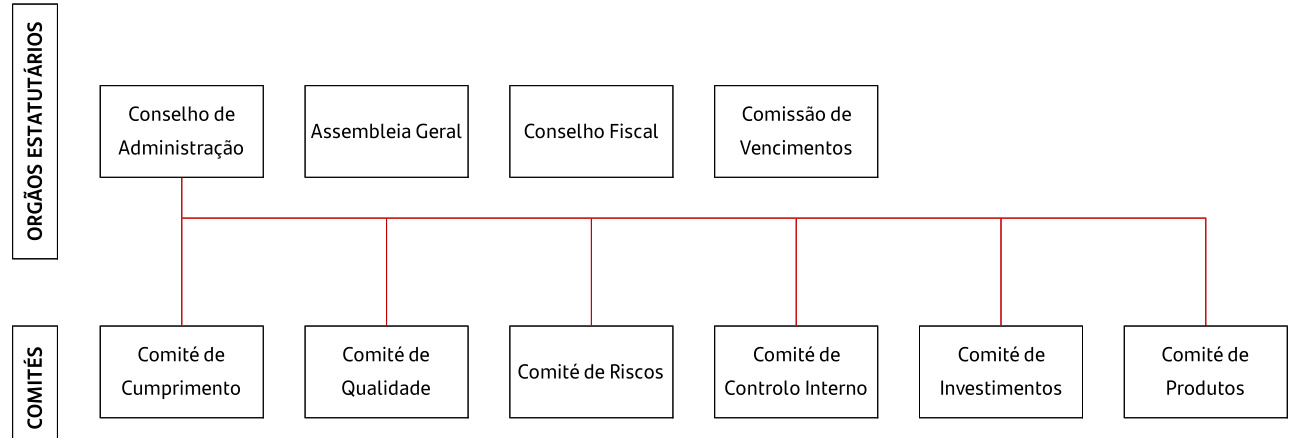 ORGÃOS ESTATUTÁRIOS
Conselho de
Administração
Assembleia Geral
Conselho Fiscal
Comissão de
Vencimentos
COMITÉS
Comité de
Cumprimento
Comité de
Qualidade
Comité de Riscos
Comité de
Controlo Interno
Comité de
Investimentos
Comité de
Produtos